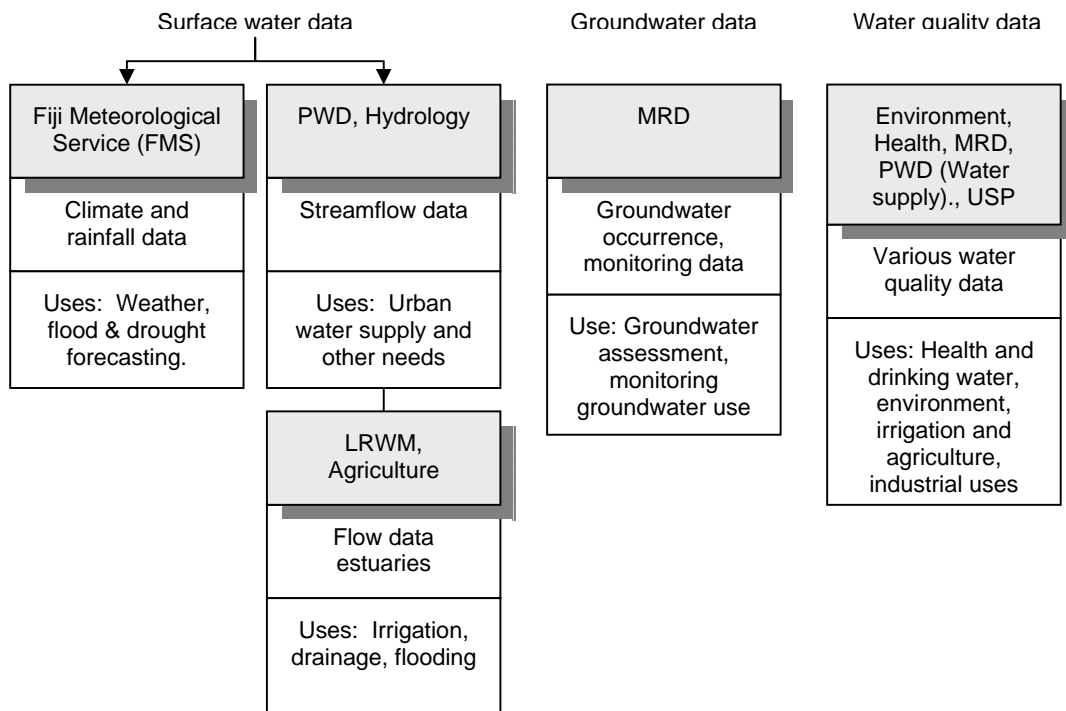 Surface water data
Groundwater data
Water quality data
Fiji Meteorological
Service (FMS)
Climate and
rainfall data
Uses:  Weather,
flood & drought
forecasting.
PWD, Hydrology
Streamflow data
Uses:  Urban
water supply and
other needs
LRWM,
Agriculture
Flow data
estuaries
Uses:  Irrigation,
drainage, flooding
MRD
Groundwater
occurrence,
monitoring data
Use: Groundwater
assessment,
monitoring
groundwater use
Environment,
Health, MRD,
PWD (Water
supply)., USP
Various water
quality data
Uses: Health and
drinking water,
environment,
irrigation and
agriculture,
industrial uses